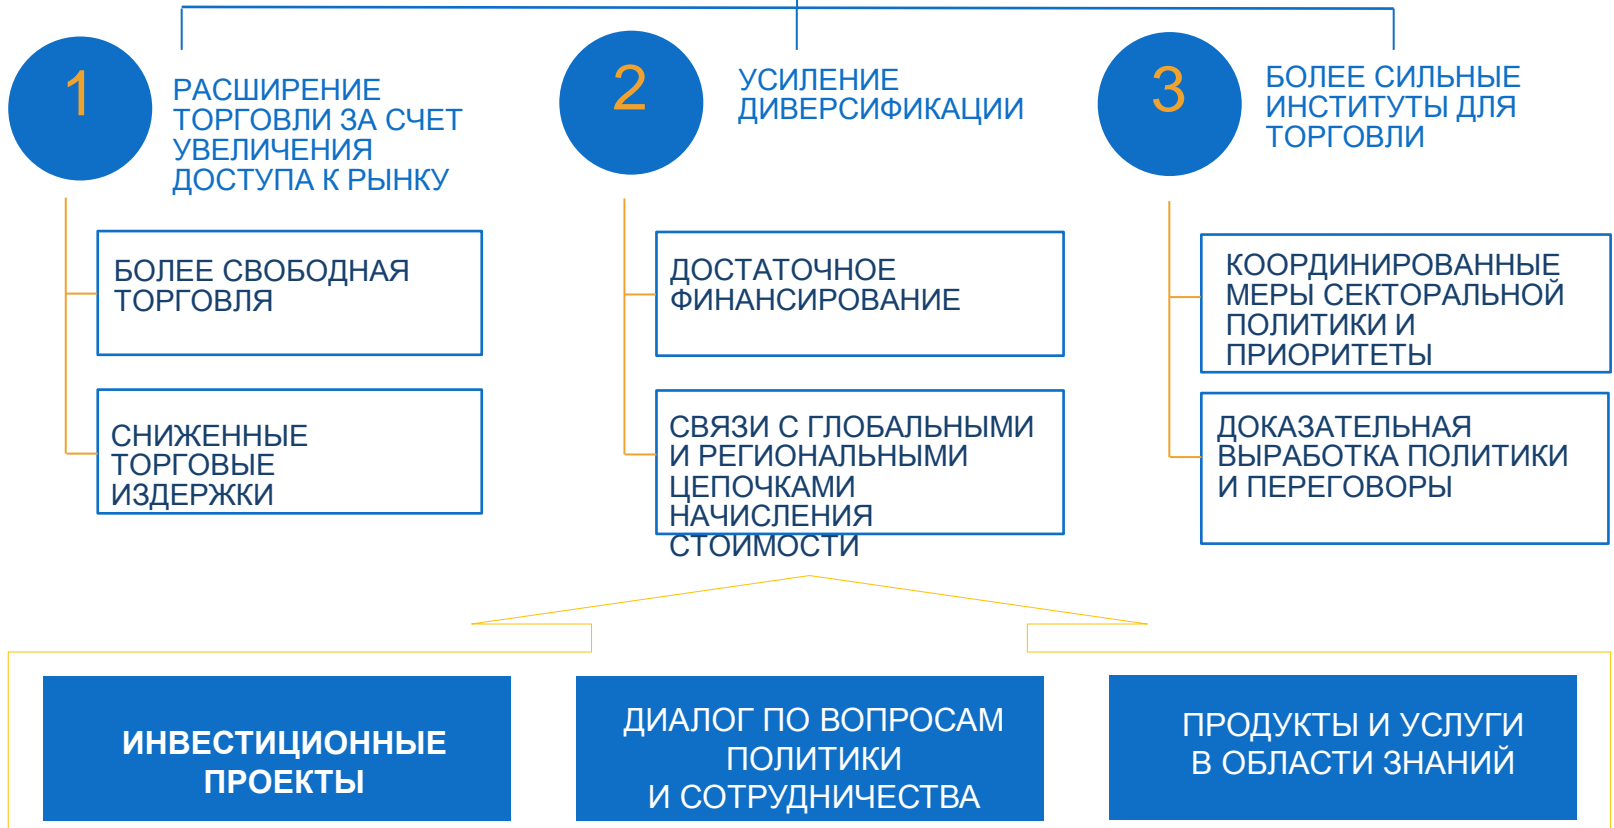 1
РАСШИРЕНИЕ
ТОРГОВЛИ ЗА СЧЕТ
УВЕЛИЧЕНИЯ
ДОСТУПА К РЫНКУ
БОЛЕЕ СВОБОДНАЯ
ТОРГОВЛЯ
СНИЖЕННЫЕ
ТОРГОВЫЕ
ИЗДЕРЖКИ
2
УСИЛЕНИЕ
ДИВЕРСИФИКАЦИИ
ДОСТАТОЧНОЕ
ФИНАНСИРОВАНИЕ
СВЯЗИ С ГЛОБАЛЬНЫМИ
И РЕГИОНАЛЬНЫМИ
ЦЕПОЧКАМИ
НАЧИСЛЕНИЯ
СТОИМОСТИ
3
БОЛЕЕ СИЛЬНЫЕ
ИНСТИТУТЫ ДЛЯ
ТОРГОВЛИ
КООРДИНИРОВАННЫЕ
МЕРЫ СЕКТОРАЛЬНОЙ
ПОЛИТИКИ И
ПРИОРИТЕТЫ
ДОКАЗАТЕЛЬНАЯ
ВЫРАБОТКА ПОЛИТИКИ
И ПЕРЕГОВОРЫ
ИНВЕСТИЦИОННЫЕ
ПРОЕКТЫ
ДИАЛОГ ПО ВОПРОСАМ
ПОЛИТИКИ
И СОТРУДНИЧЕСТВА
ПРОДУКТЫ И УСЛУГИ
В ОБЛАСТИ ЗНАНИЙ